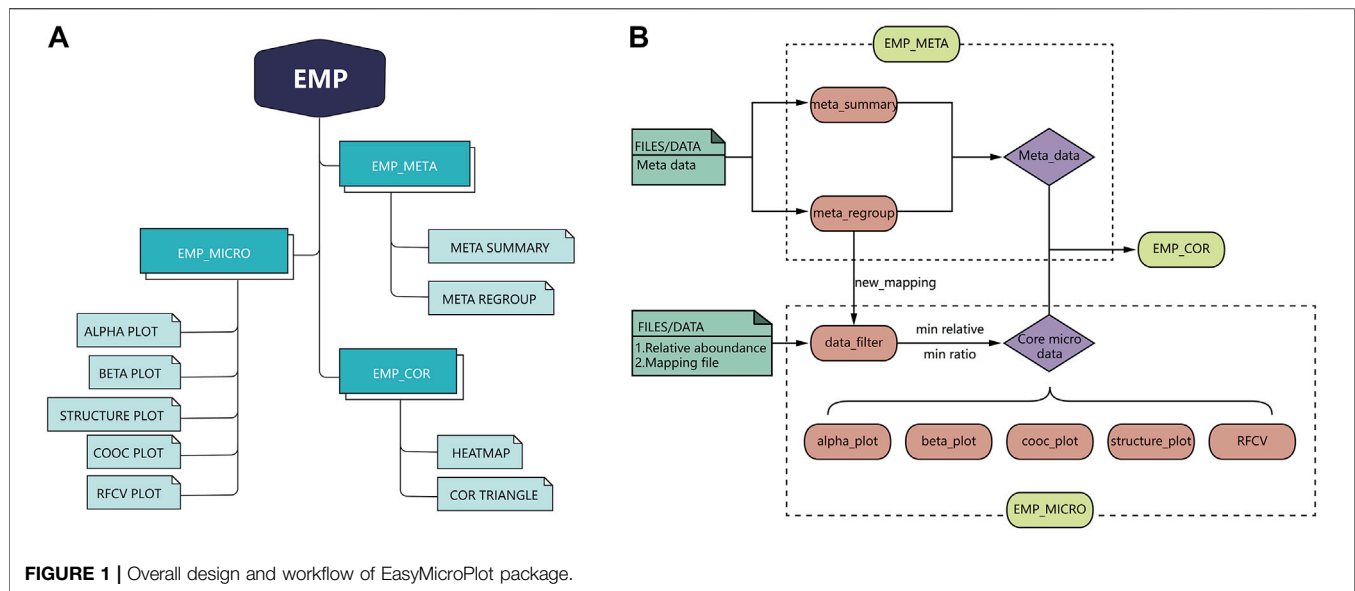 A
EMP
EMP_META
META SUMMARY
META REGROUP
EMP_MICRO
ALPHA PLOT
BETA PLOT
STRUCTURE PLOT
COOC PLOT
RFCV PLOT
EMP_COR
HEATMAP
COR TRIANGLE
B
EMP_META
meta_summary
FILES/DATA
Meta data
Meta_data
meta_regroup
EMP_COR
new_mapping
FILES/DATA
1.Relative aboundance
2.Mapping file
data_filter
min relative
min ratio
Core micro
data
alpha_plot
beta_plot
cooc_plot
structure_plot
RFCV
EMP_MICRO
FIGURE 1 | Overall design and workflow of EasyMicroPlot package.